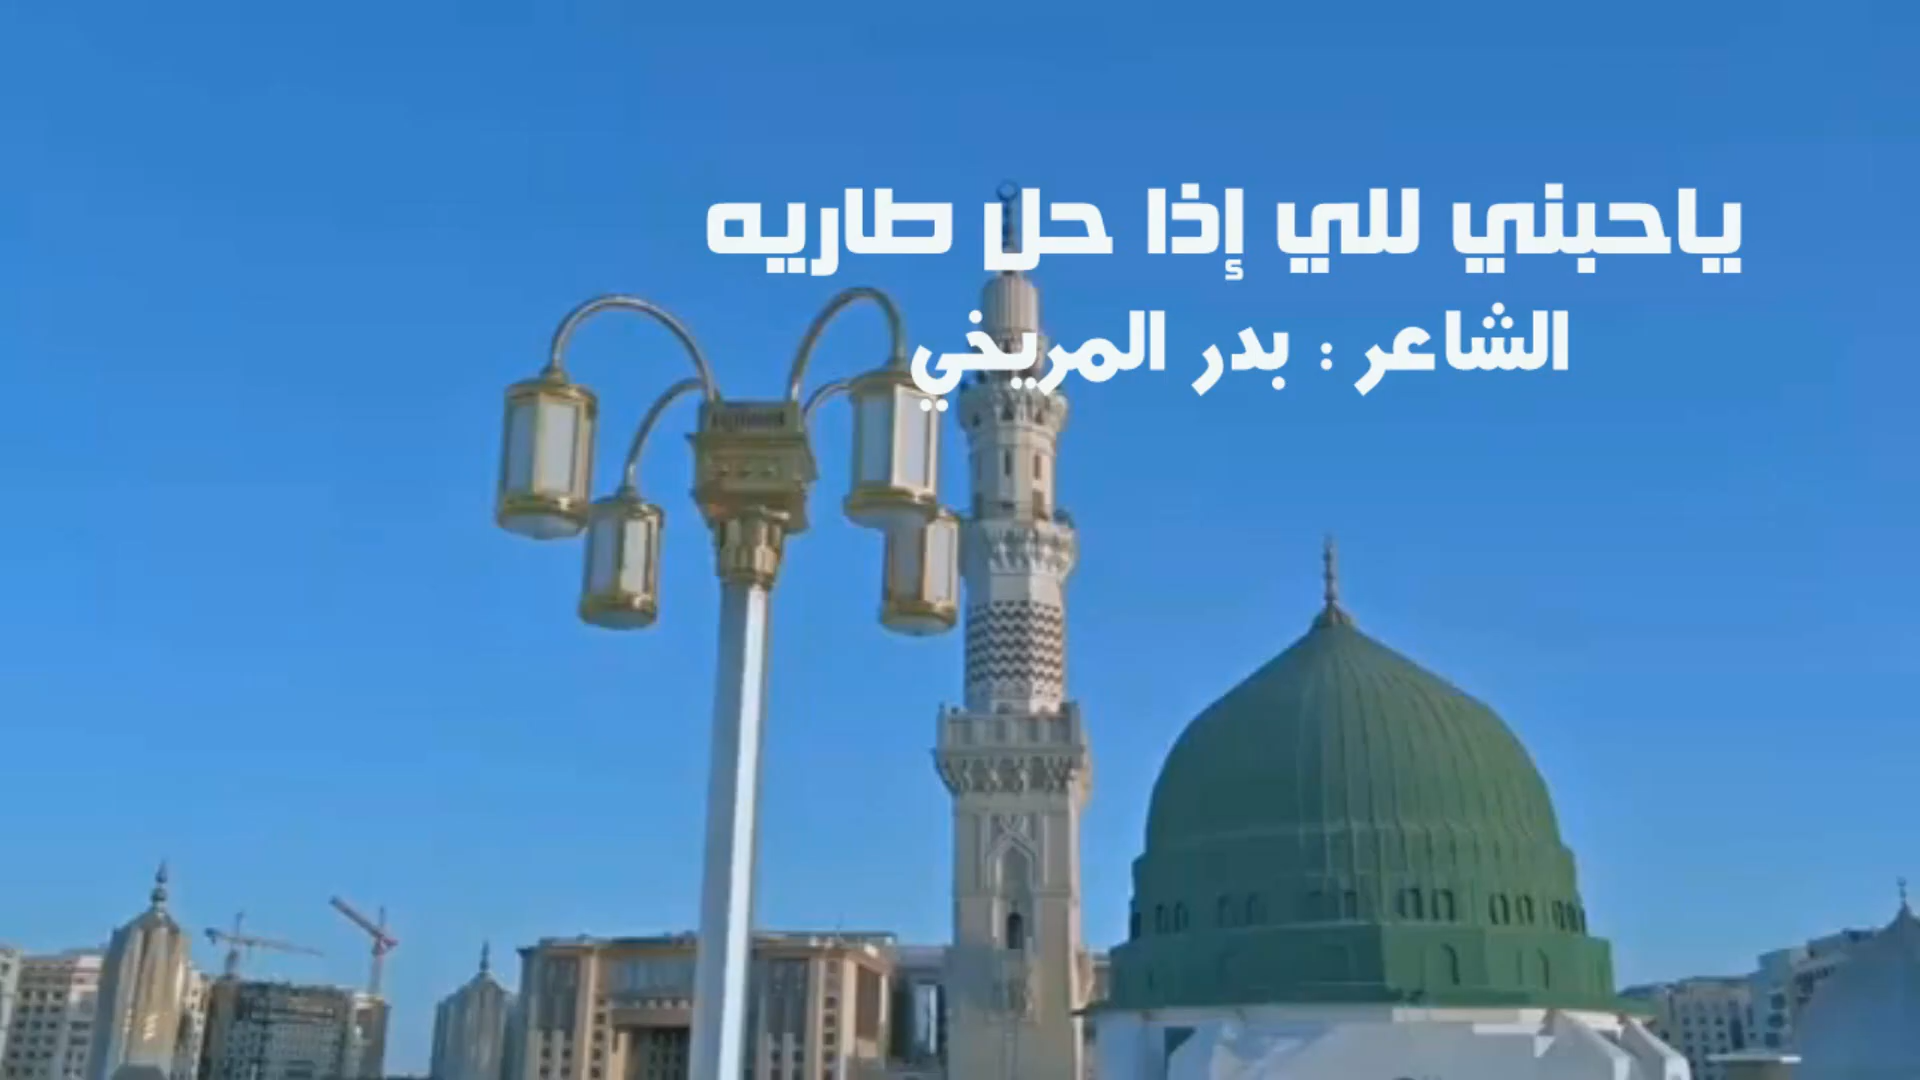 ياحبني للي إذا حل طاريه
الشاعر : بدر المريخي